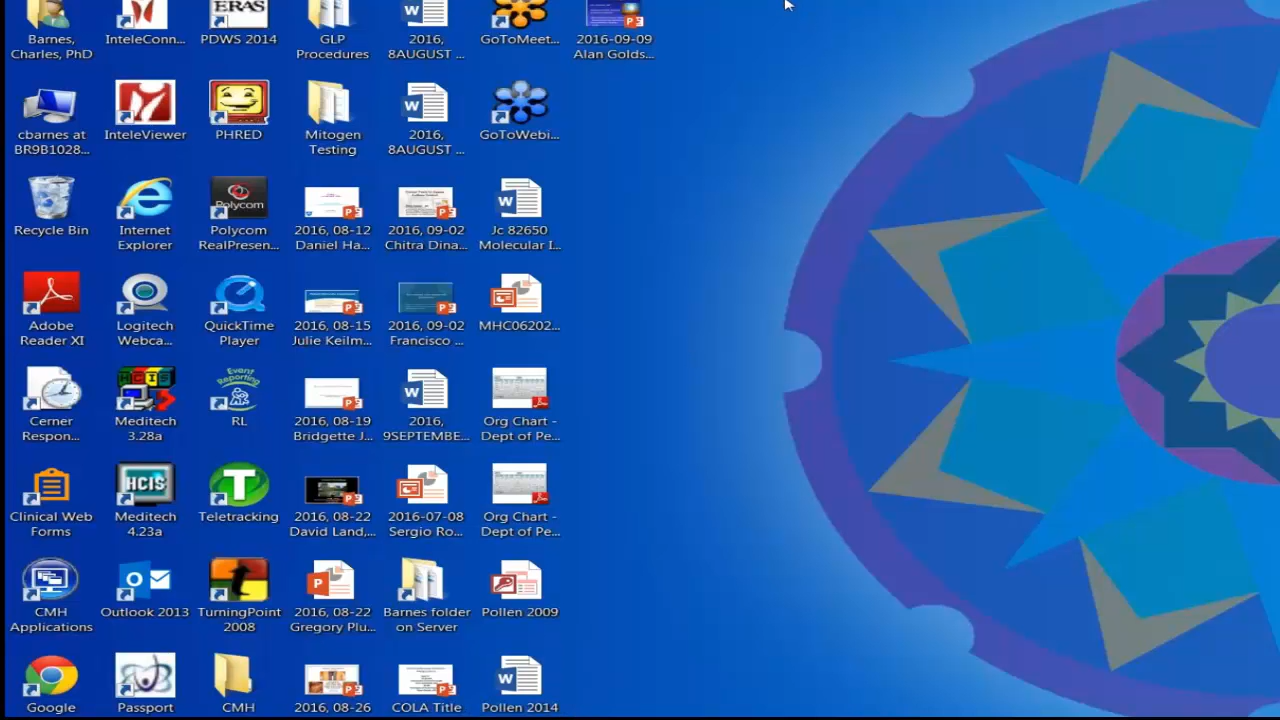 ERAS
Barnes,
Charles, PhD
InteleConn...
PDWS 2014
GLP
Procedures
2016,
8AUGUST ...
GoToMeet...
2016-09-09
Alan Golds...
cbarnes at
BR9B1028...
InteleViewer
PHRED
Mitogen
Testing
2016,
8AUGUST ...
GoToWebi...
Polycom
Recycle Bin
Internet
Explorer
Polycom
RealPresen...
2016, 08-12
Daniel Ha...
2016, 09-02
Chitra Dina...
Jc 82650
Molecular I...
Adobe
Reader XI
Logitech
Webca...
QuickTime
Player
2016, 08-15
Julie Keilm...
2016, 09-02
Francisco ...
MHC06202...
HCIS
Event Reporting
Cerner
Respon...
Meditech
3.28a
RL
2016, 08-19
Bridgette J...
2016,
9SEPTEMBE...
Org Chart -
Dept of Pe...
HCIS
Clinical Web
Forms
Meditech
4.23a
Teletracking
2016, 08-22
David Land,...
2016-07-08
Sergio Ro...
Org Chart -
Dept of Pe...
CMH
Applications
Outlook 2013
TurningPoint
2008
2016, 08-22
Gregory Plu...
Barnes folder
on Server
Pollen 2009
Google
Passport
CMH
2016, 08-26
COLA Title
Pollen 2014